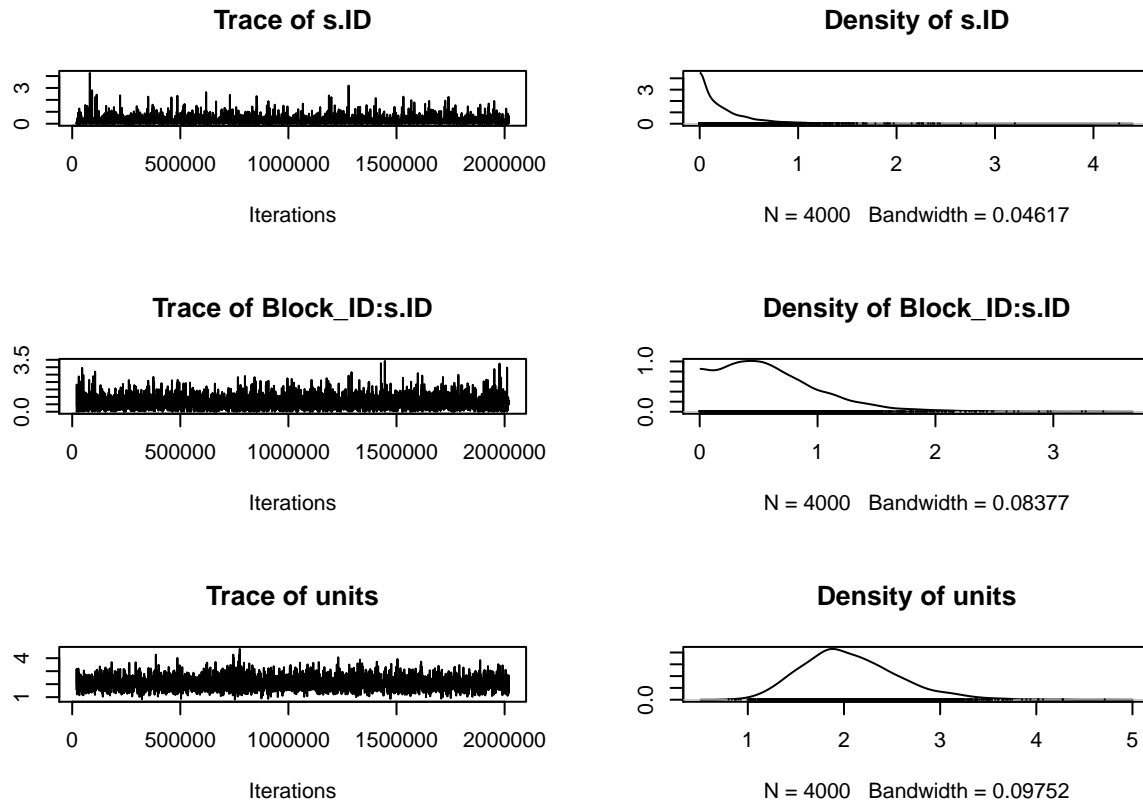 Trace of s.ID
3
0
0 500000 1000000 1500000 2000000
Iterations
Density of s.ID
3
0
0 1 2 3 4
N = 4000 Bandwidth = 0.04617
Trace of Block_ID:s.ID
3.5
0.0
0 500000 1000000 1500000 2000000
Iterations
Density of Block_ID:s.ID
1.0
0.0
0 1 2 3
N = 4000 Bandwidth = 0.08377
Trace of units
4
1
0 500000 1000000 1500000 2000000
Iterations
Density of units
0.0
1 2 3 4 5
N = 4000 Bandwidth = 0.09752